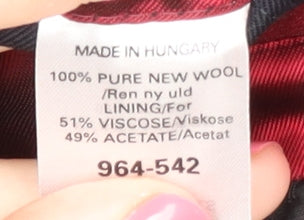 MADE IN HUNGARY
100% PURE NEW WOOL
/Ren ny uld
LINING/Før
51% VISCOSE/Viskose
49% ACETATE/Acetat
964-542